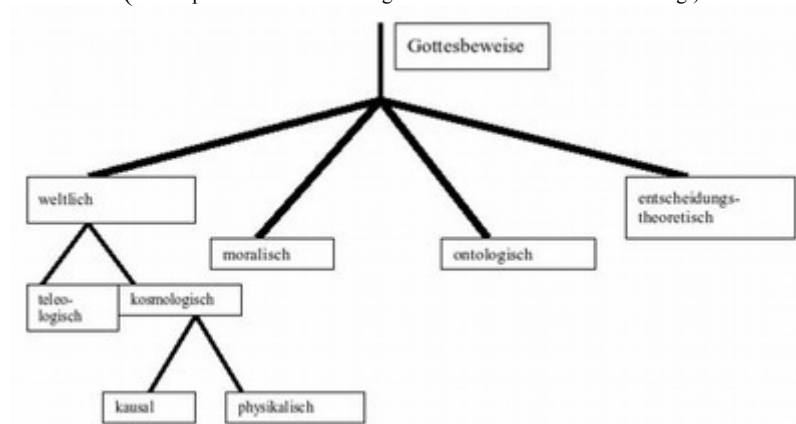 Gottesbeweise
weltlich
entscheidungs-
theoretisch
moralisch
ontologisch
teleo-
logisch
kosmologisch
kausal
physikalisch